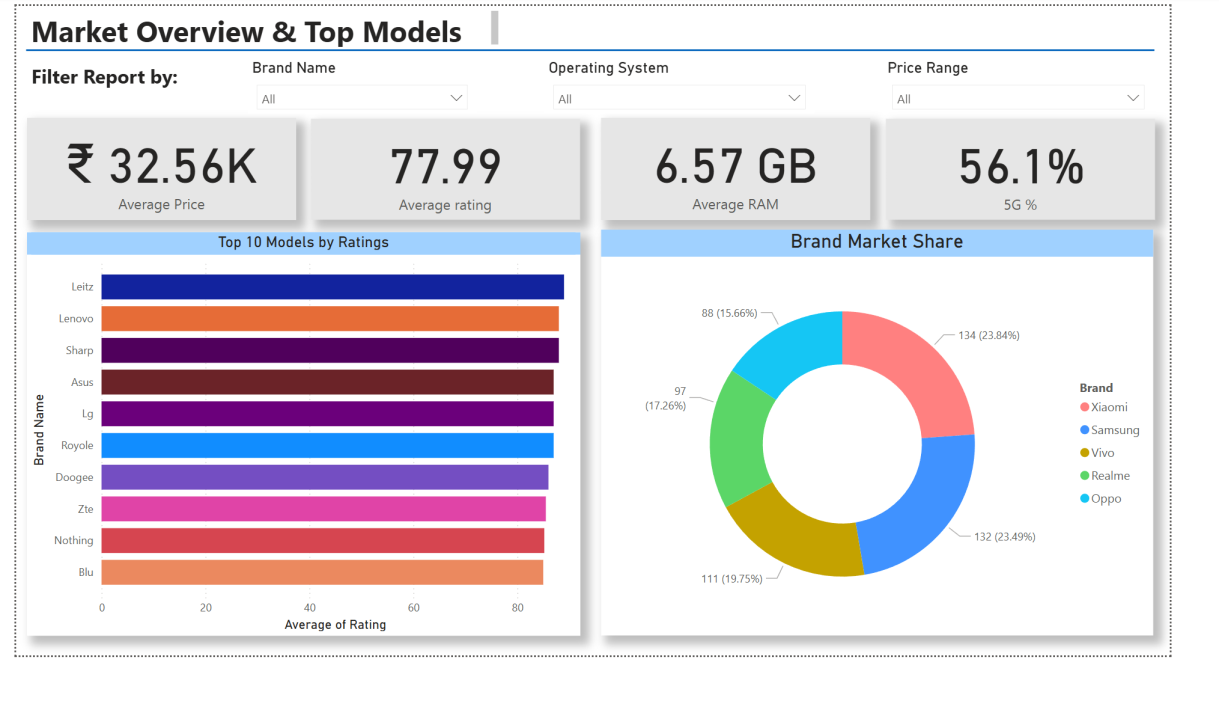 Market Overview & Top Models
Filter Report by:
Brand Name
All
Operating System
All
Price Range
All
₹ 32.56K
Average Price
77.99
Average rating
6.57 GB
Average RAM
56.1%
5G %
Top 10 Models by Ratings
Brand Name
Leitz
Lenovo
Sharp
Asus
Lg
Royole
Doogee
Zte
Nothing
Blu
0 20 40 60 80
Average of Rating
Brand Market Share
88 (15.66%)
134 (23.84%)
97
(17.26%)
132 (23.49%)
111 (19.75%)
Brand
Xiaomi
Samsung
Vivo
Realme
Oppo